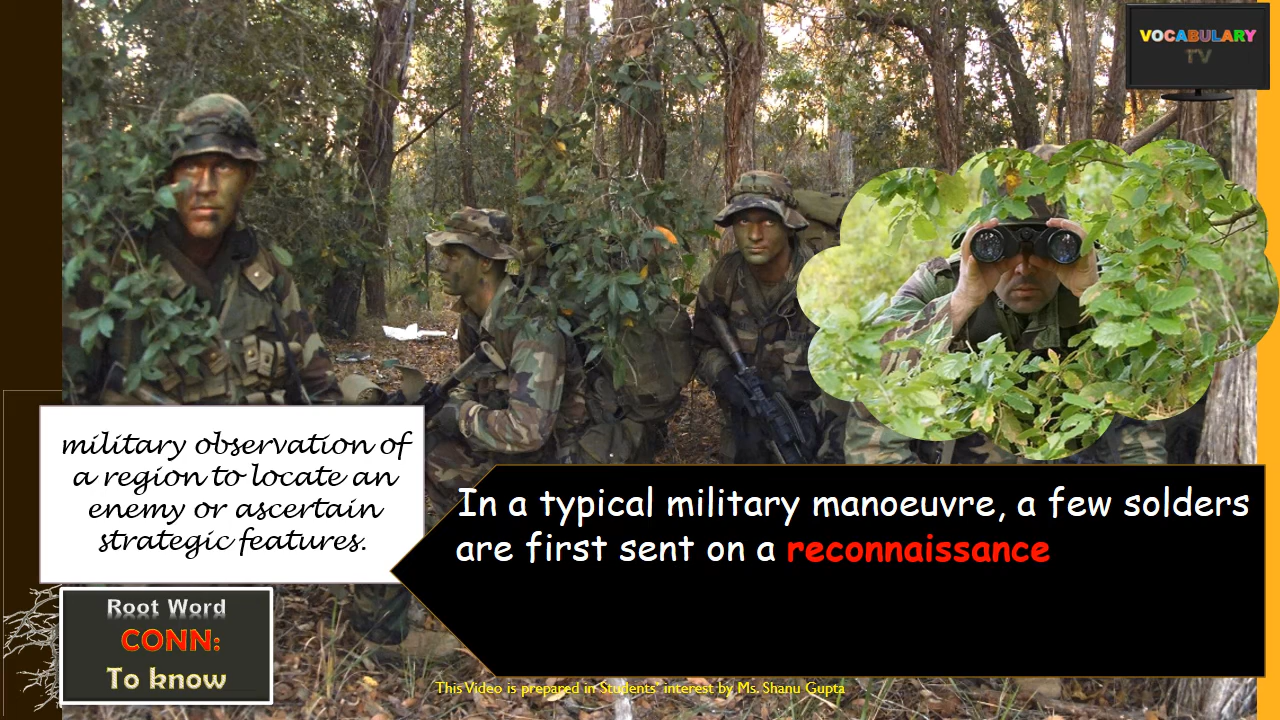 VOCABULARY
TV
military observation of
a region to locate an
enemy or ascertain
strategic features.
In a typical military manoeuvre, a few solders
are first sent on a reconnaissance
Root Word
CONN:
To know
This Video is prepared in Students' interest by Ms. Shanu Gupta